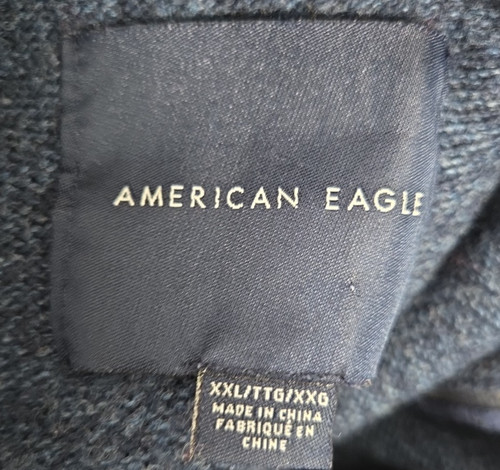 AMERICAN EAGLE
XXL/TTG/XXG
MADE IN CHINA
FABRIQUÉ EN
CHINE